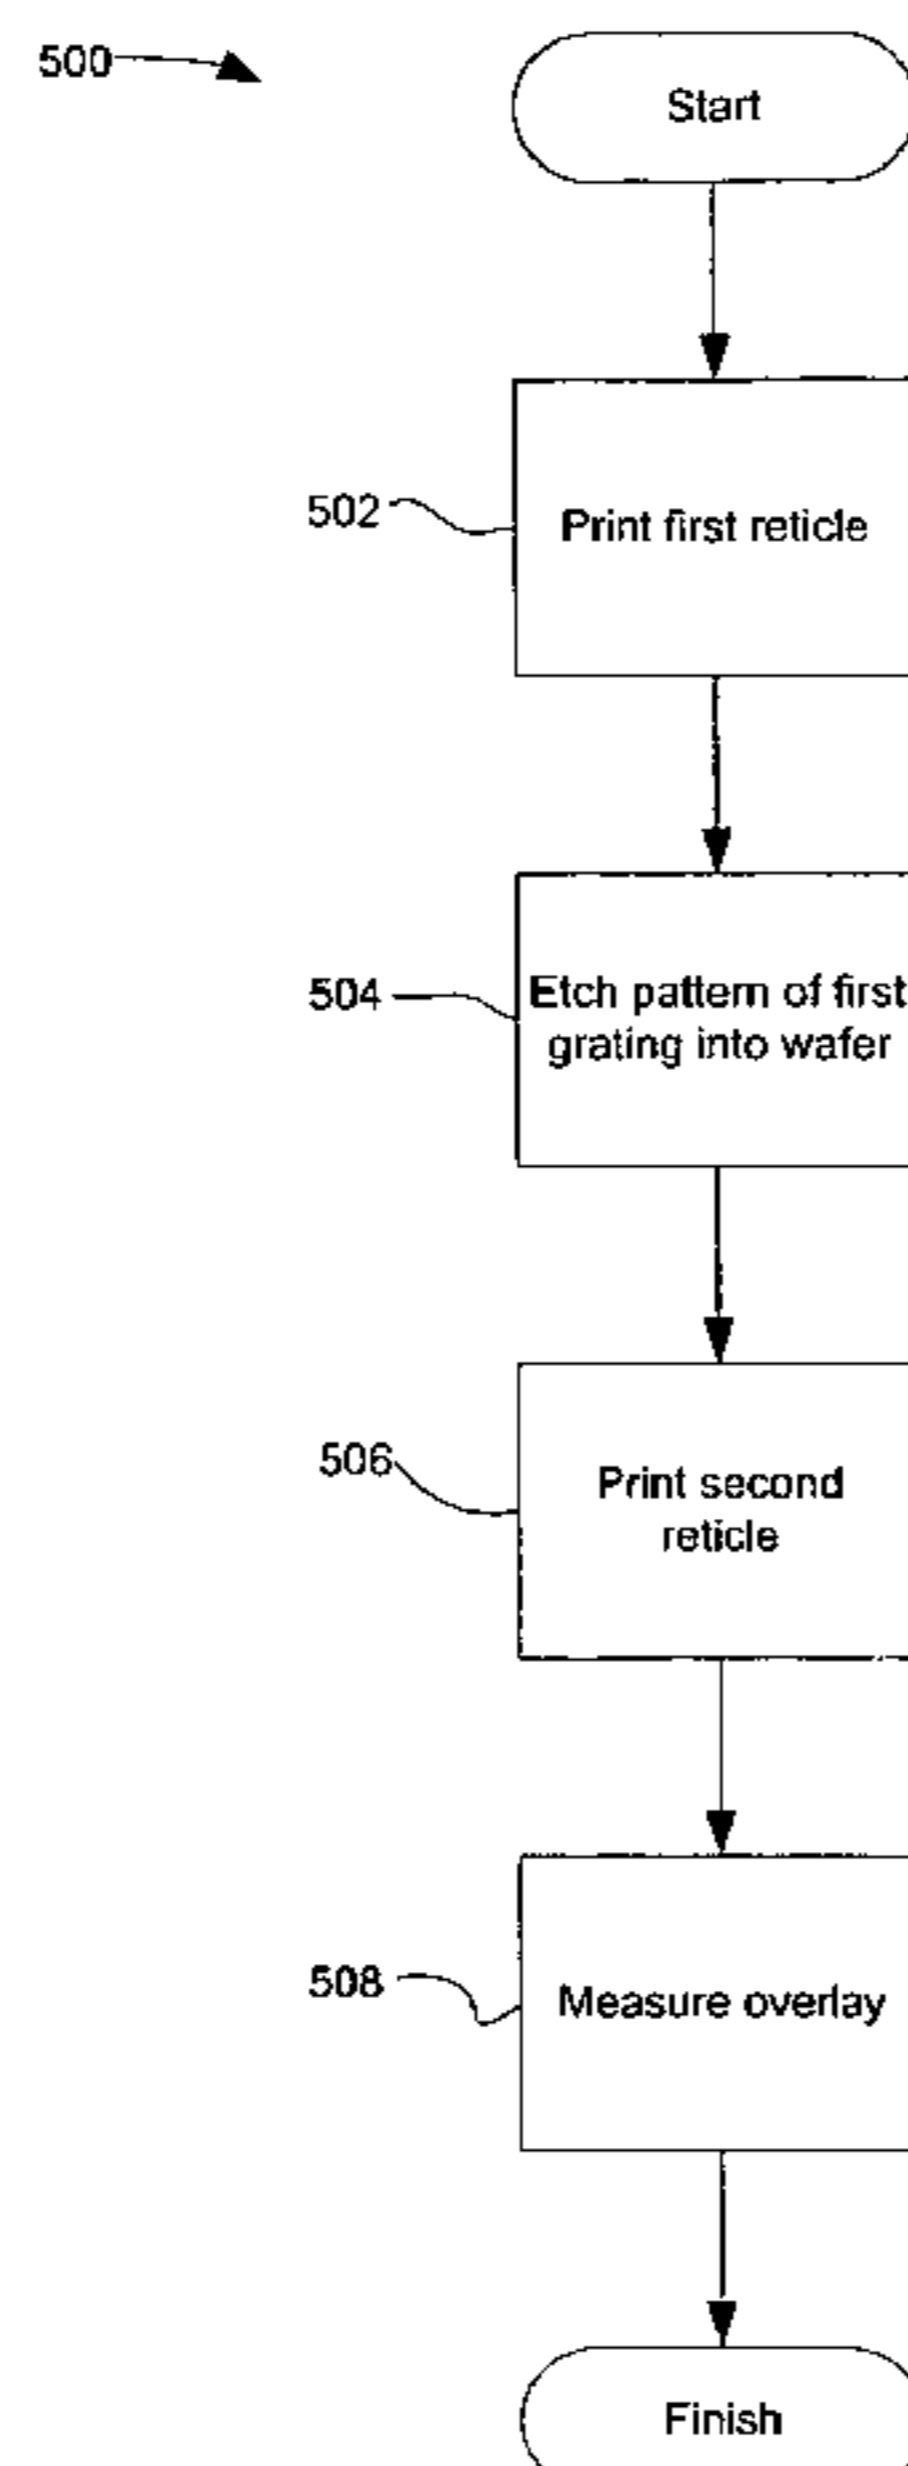 500
Start
502
Print first reticle
504
Etch pattern of first
grating into wafer
506
Print second
reticle
508
Measure overlay
Finish